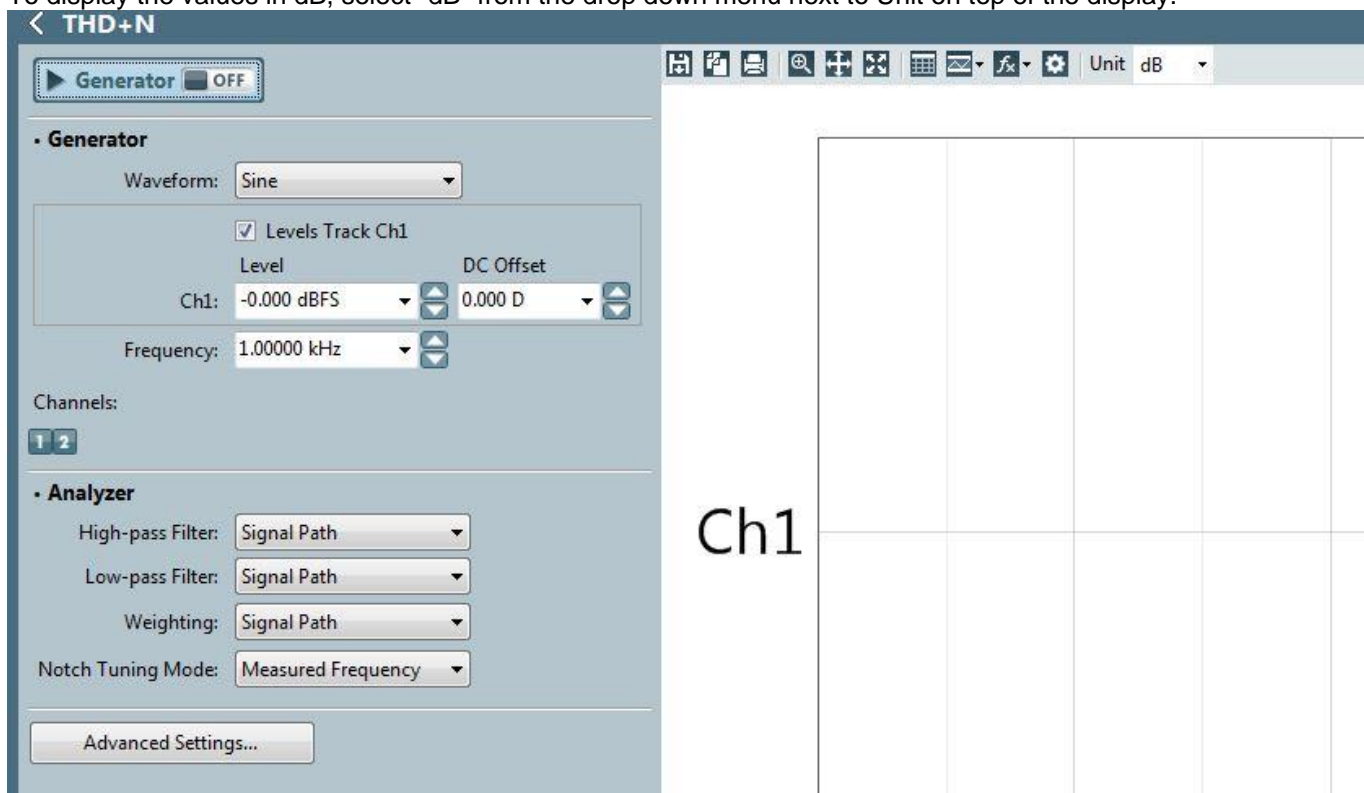 To display the values in dB, select “dB” from the drop down menu next to Unit on top of the display.
THD+N
Generator OFF
Unit dB
Generator
Waveform: Sine
Levels Track Ch1
Level DC Offset
Ch1: -0.000 dBFS 0.000 D
Frequency: 1.00000 kHz
Channels:
1 2
Analyzer
High-pass Filter: Signal Path
Low-pass Filter: Signal Path
Weighting: Signal Path
Notch Tuning Mode: Measured Frequency
Advanced Settings...
Ch1